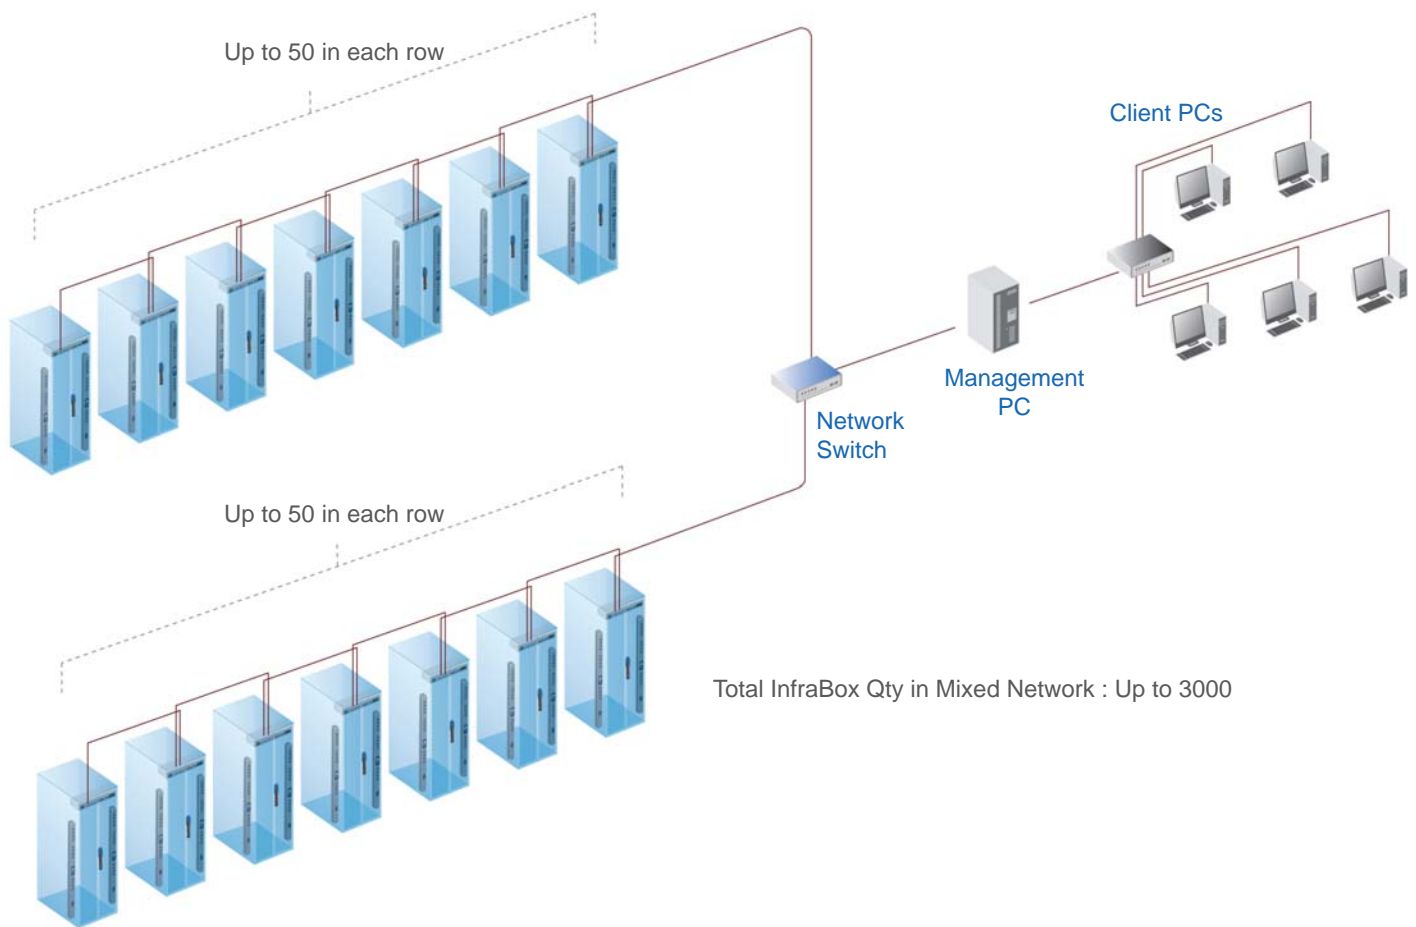 Up to 50 in each row
Client PCs
Management
PC
Network
Switch
Up to 50 in each row
Total InfraBox Qty in Mixed Network : Up to 3000